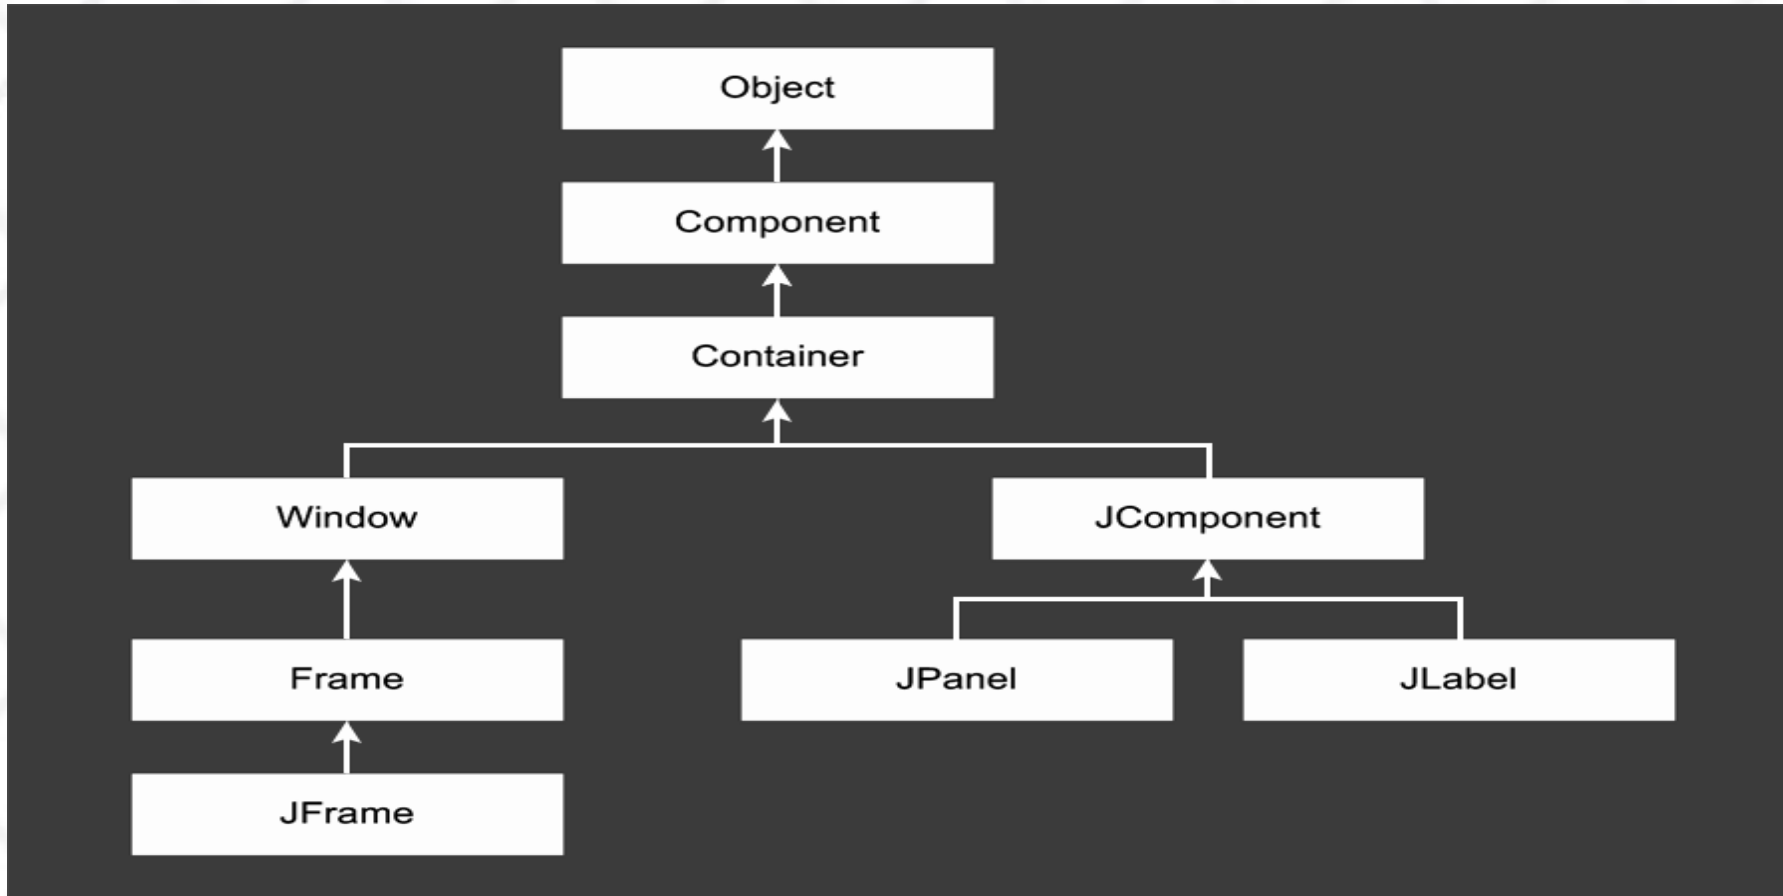 Object
Component
Container
Window
JComponent
Frame
JPanel
JLabel
JFrame